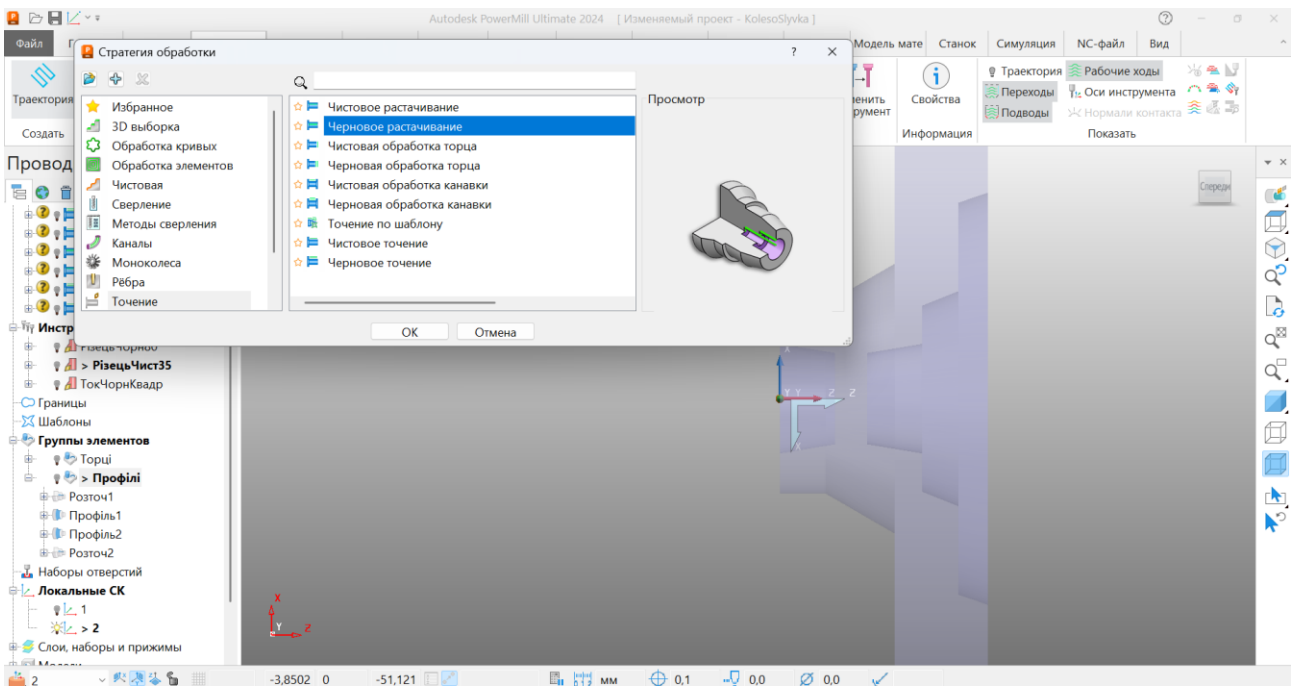 Autodesk PowerMill Ultimate 2024 [ Изменяемый проект - KolesoSlyvka ]
Файл
Модель мате Станок Симуляция NC-файл Вид
Стратегия обработки
Избранное
3D выборка
Обработка кривых
Обработка элементов
Чистовая
Сверление
Методы сверления
Каналы
Моноколеса
Рёбра
Точение
Чистовое растачивание
Черновое растачивание
Чистовая обработка торца
Черновая обработка торца
Чистовая обработка канавки
Черновая обработка канавки
Точение по шаблону
Чистовое точение
Черновое точение
Просмотр
ОК Отмена
Траектория
Создать
Свойства
Информация
Траектория Рабочие ходы
Переходы Оси инструмента
Подводы Нормали контакта
Показать
Провод
Спереди
Инстр
> РізецьЧист35
ТокЧорнКвадр
Границы
Шаблоны
Группы элементов
Торці
> Профілі
Розточ1
Профіль1
Профіль2
Розточ2
Наборы отверстий
Локальные СК
1
> 2
Слои, наборы и прижимы
X
Y Z
Y Y Z Z
X
2 -3,8502 0 -51,121 мм 0,1 0,0 0,0